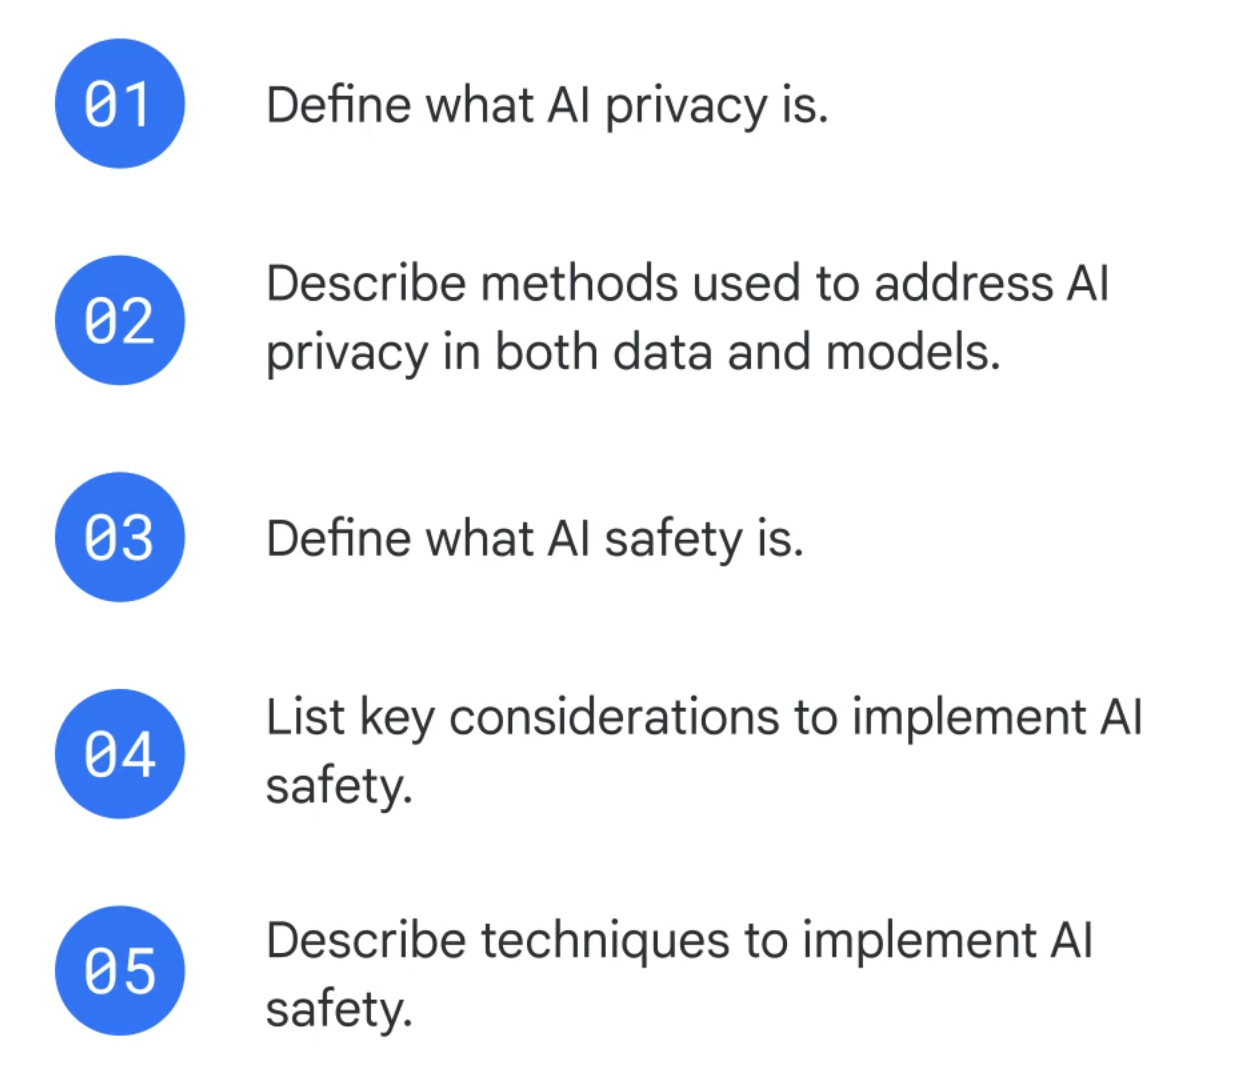 01
Define what AI privacy is.
02
Describe methods used to address AI
privacy in both data and models.
03
Define what AI safety is.
04
List key considerations to implement AI
safety.
05
Describe techniques to implement AI
safety.